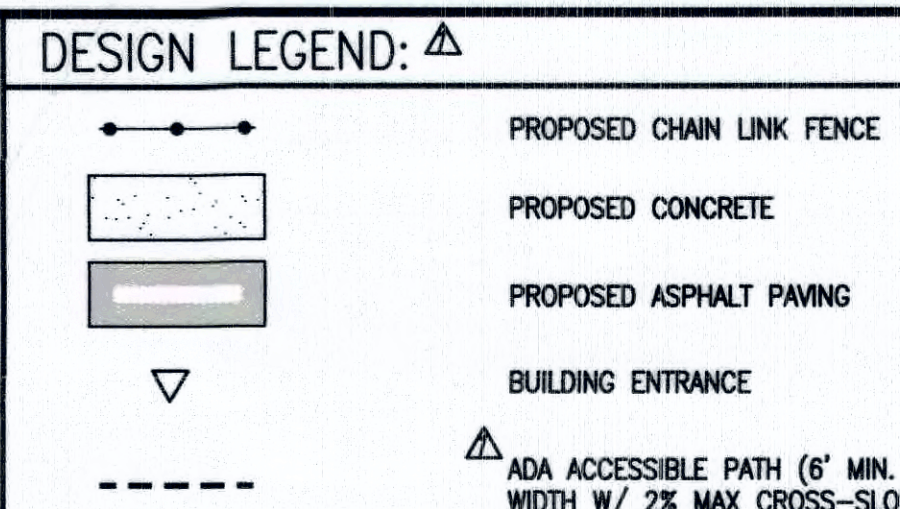 DESIGN LEGEND:
PROPOSED CHAIN LINK FENCE
PROPOSED CONCRETE
PROPOSED ASPHALT PAVING
BUILDING ENTRANCE
ADA ACCESSIBLE PATH (6' MIN.
WIDTH W/ 2% MAX